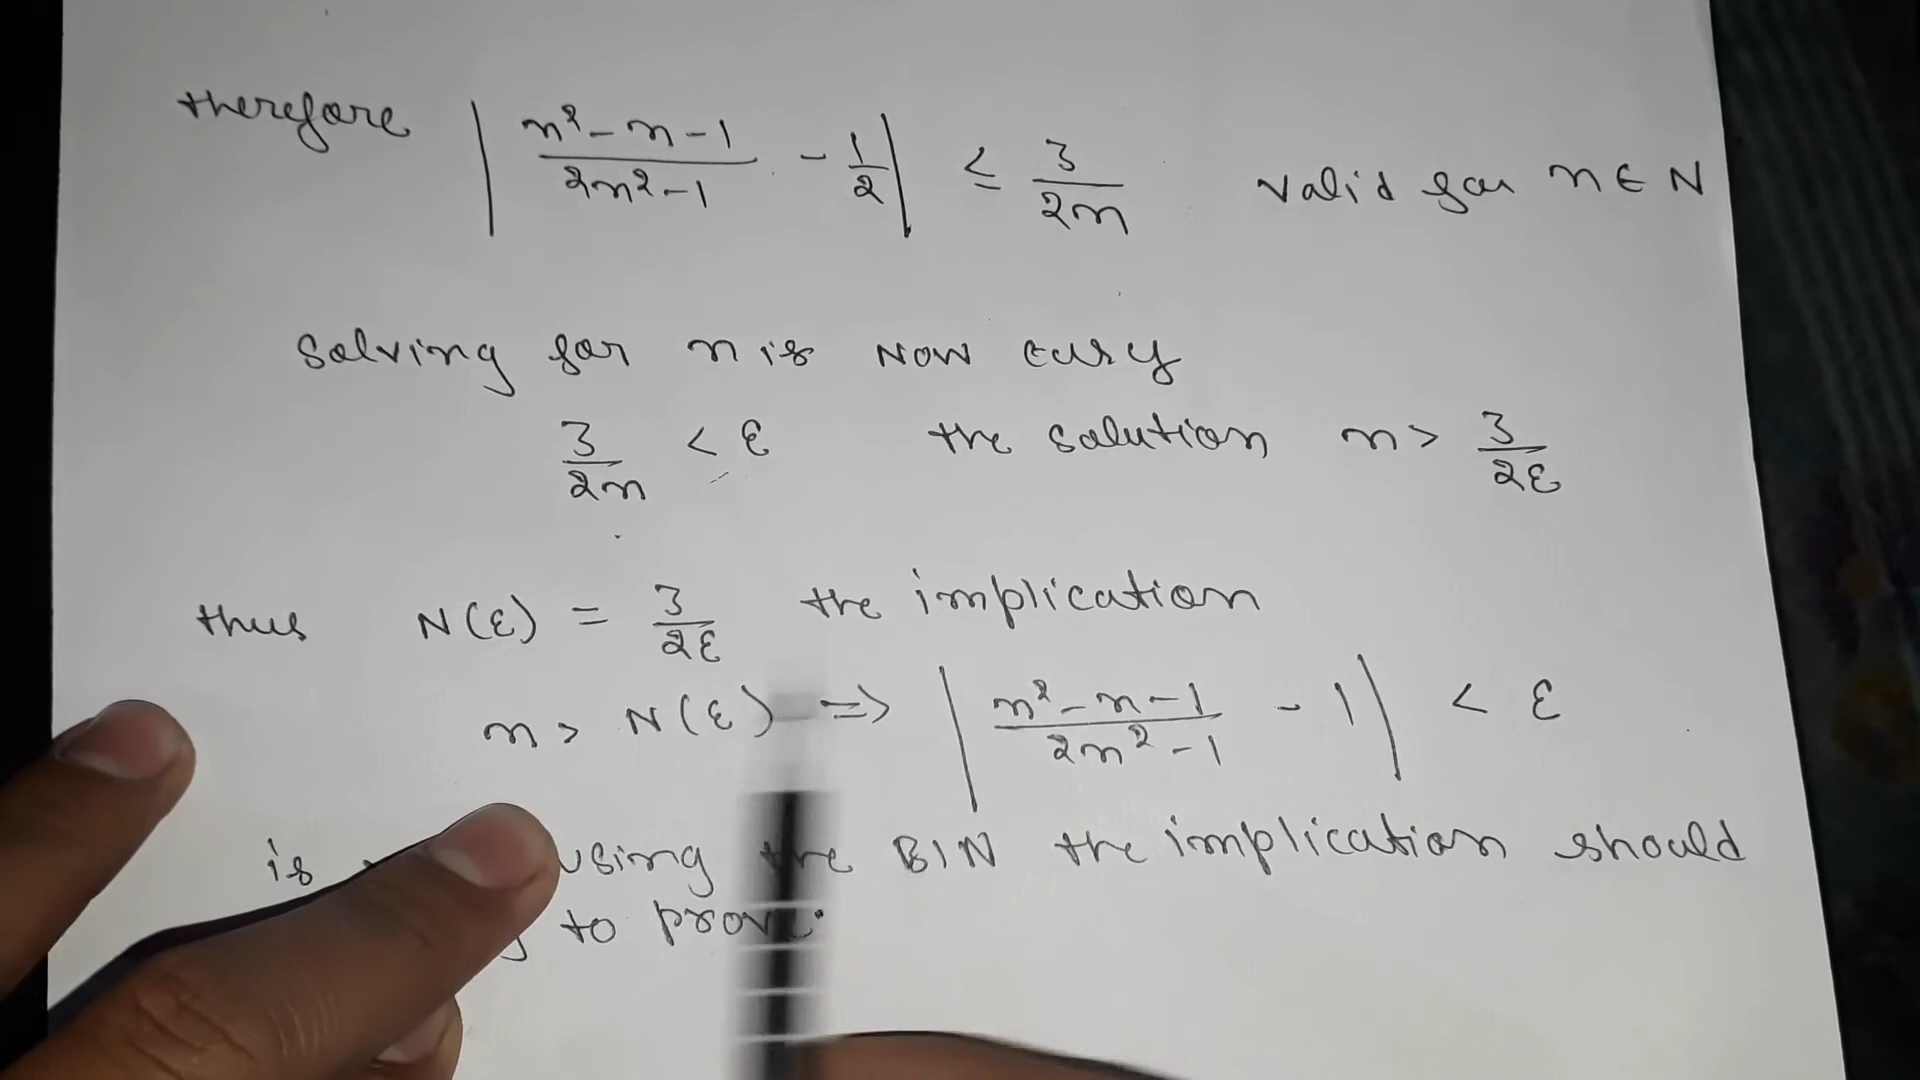 therefore | n² - n - 1 / 2n² - 1 - 1/2 | ≤ 3/2n valid for n ∈ N
Solving for n is NOW easy
3/2n < ε the solution n > 3/2ε
thus N(ε) = 3/2ε the implication
n > N(ε) => | n² - n - 1 / 2n² - 1 - 1 | < ε
is using the BIN the implication should
to prove.